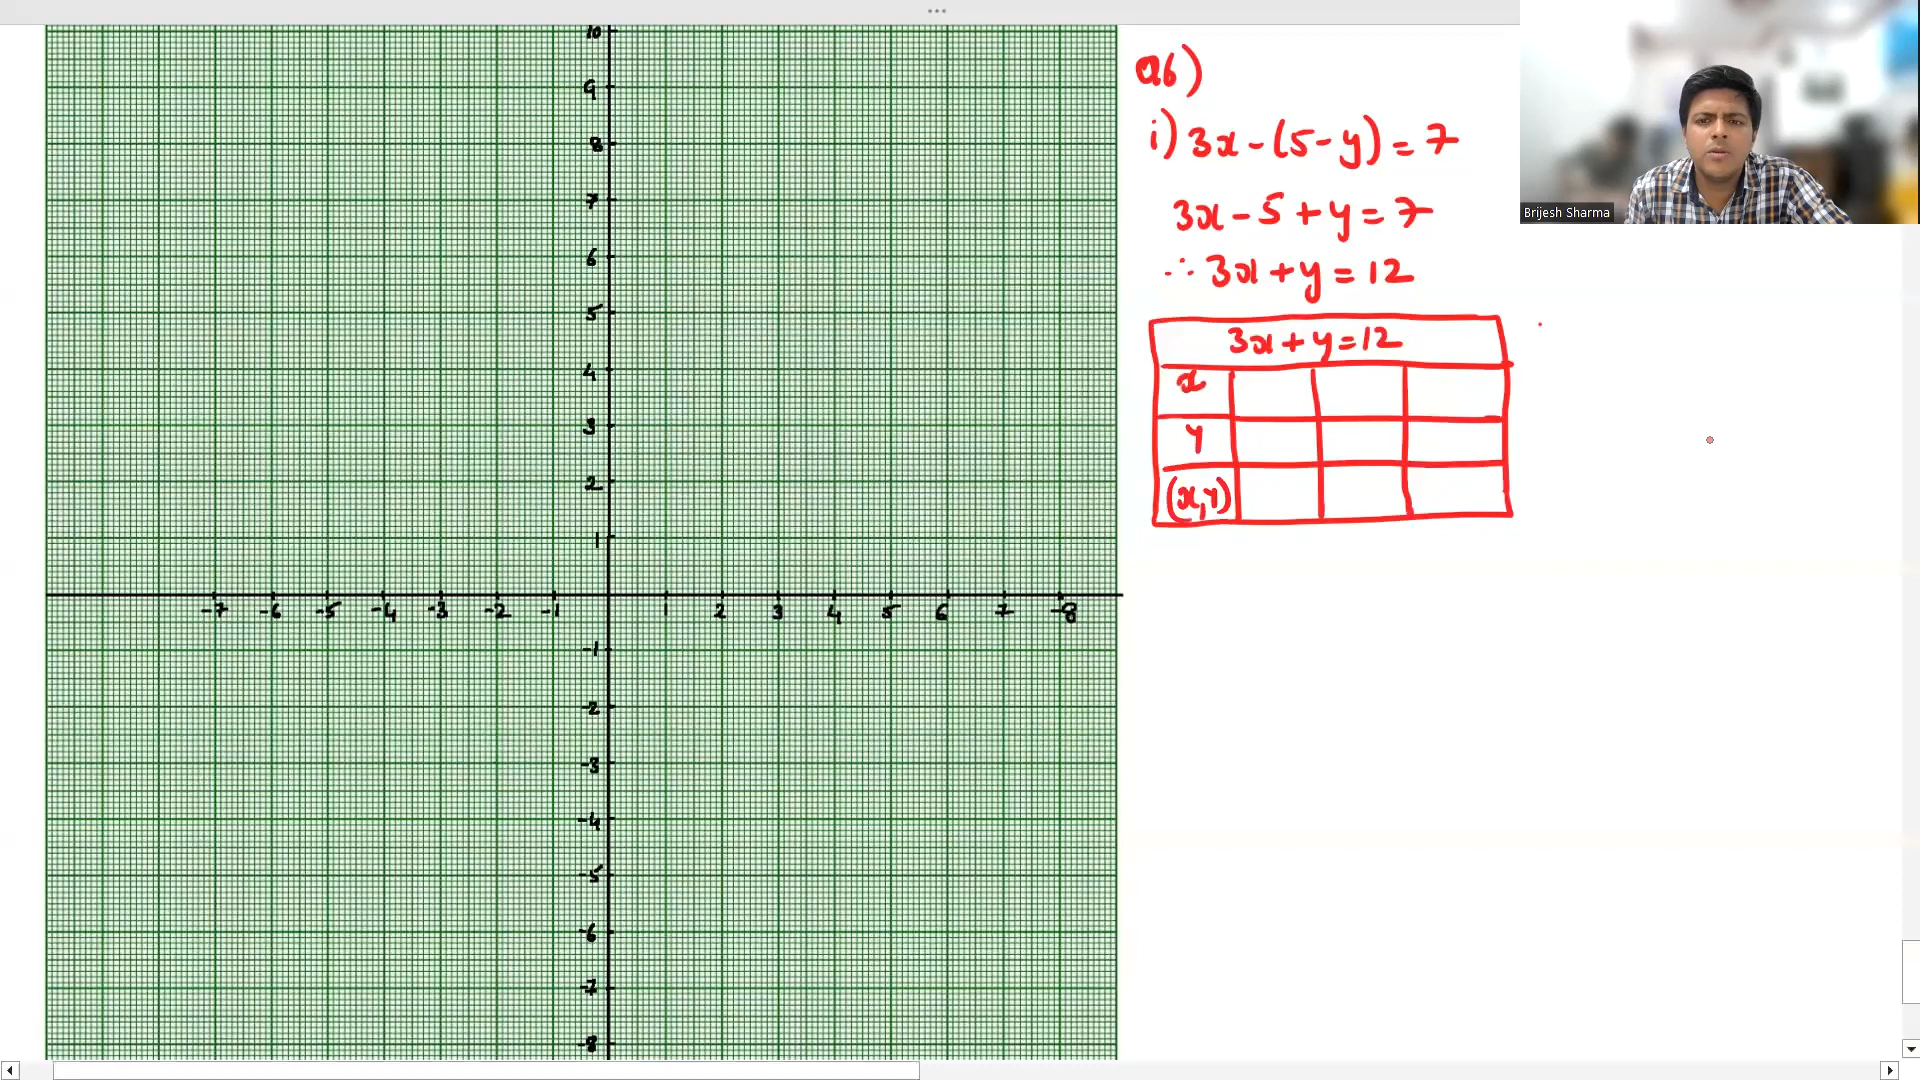 10
9
8
7
6
5
4
3
2
1
-7 -6 -5 -4 -3 -2 -1 1 2 3 4 5 6 7 -8
-1
-2
-3
-4
-5
-6
-7
-8
Q6)
i) 3x - (5 - y) = 7
3x - 5 + y = 7
∴ 3x + y = 12
3x + y = 12
x
y
(x, y)
Brijesh Sharma